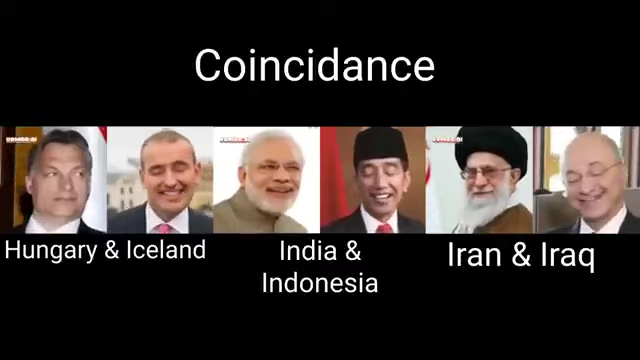 Coincidance
Hungary & Iceland
India &
Indonesia
Iran & Iraq